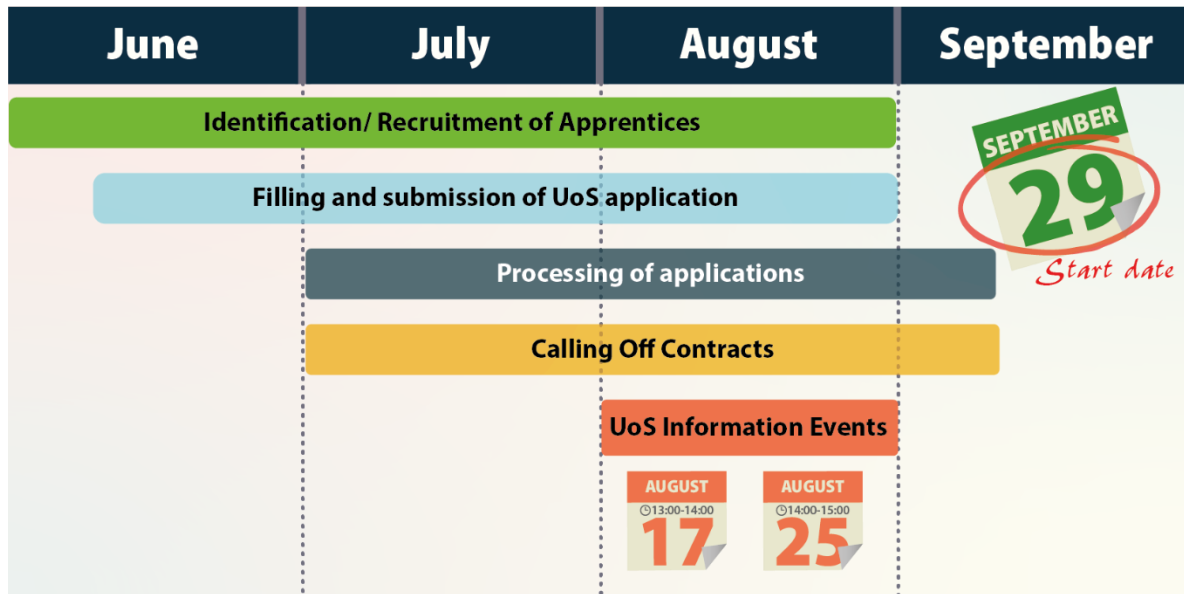 June
July
August
September
Identification/ Recruitment of Apprentices
Filling and submission of UoS application
Processing of applications
Calling Off Contracts
UoS Information Events
SEPTEMBER
29
Start date
AUGUST
13:00-14:00
17
AUGUST
14:00-15:00
25